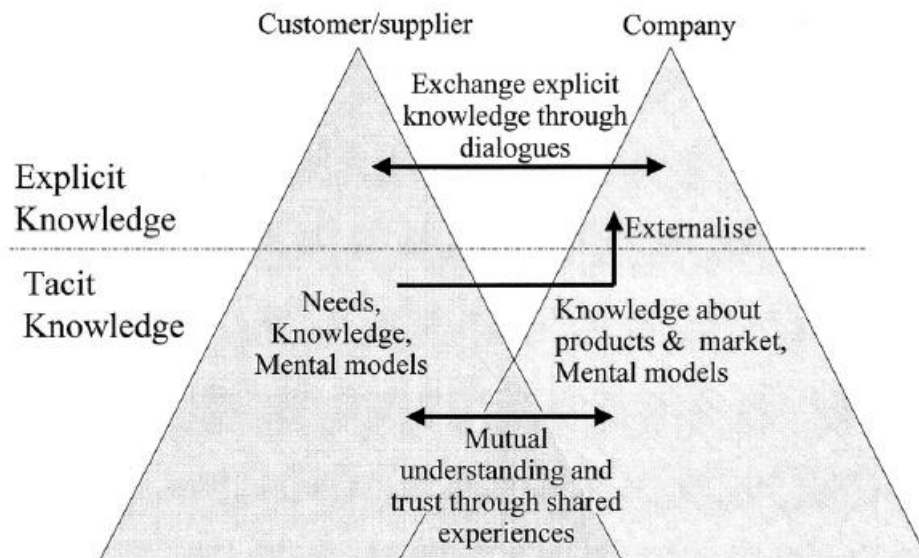 Customer/supplier
Company
Exchange explicit
knowledge through
dialogues
Explicit
Knowledge
Externalise
Tacit
Knowledge
Needs,
Knowledge,
Mental models
Knowledge about
products & market,
Mental models
Mutual
understanding and
trust through shared
experiences